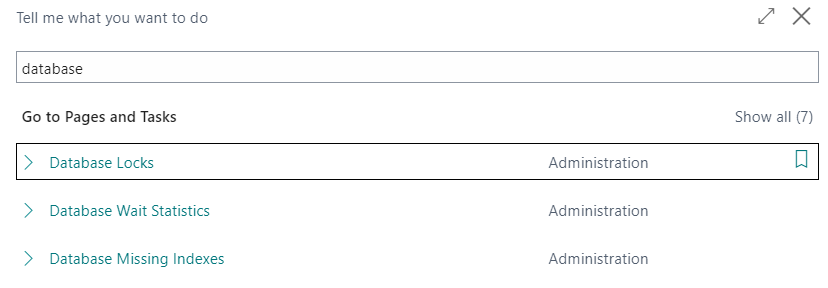 Tell me what you want to do
database
Go to Pages and Tasks Show all (7)
Database Locks Administration
Database Wait Statistics Administration
Database Missing Indexes Administration